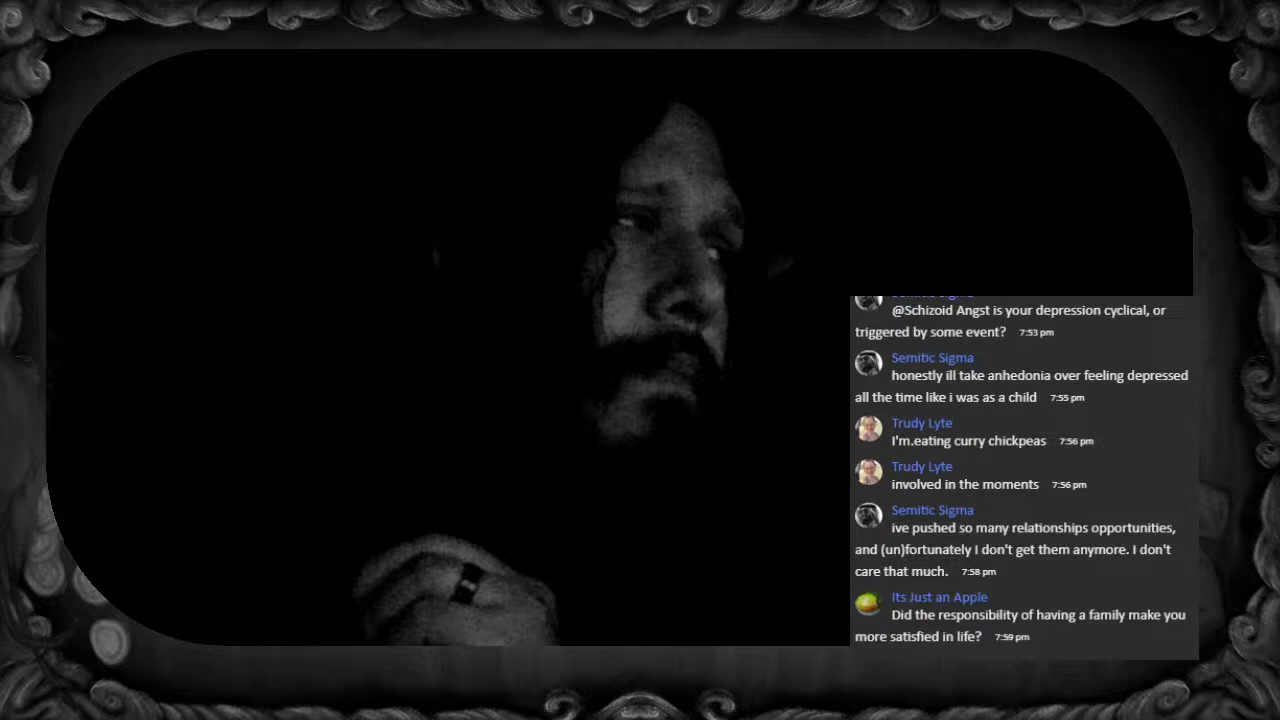 @Schizoid Angst is your depression cyclical, or
triggered by some event? 7:53 pm
Semitic Sigma
honestly ill take anhedonia over feeling depressed
all the time like i was as a child 7:55 pm
Trudy Lyte
I'm.eating curry chickpeas 7:56 pm
Trudy Lyte
involved in the moments 7:56 pm
Semitic Sigma
ive pushed so many relationships opportunities,
and (un)fortunately I don't get them anymore. I don't
care that much. 7:58 pm
Its Just an Apple
Did the responsibility of having a family make you
more satisfied in life? 7:59 pm